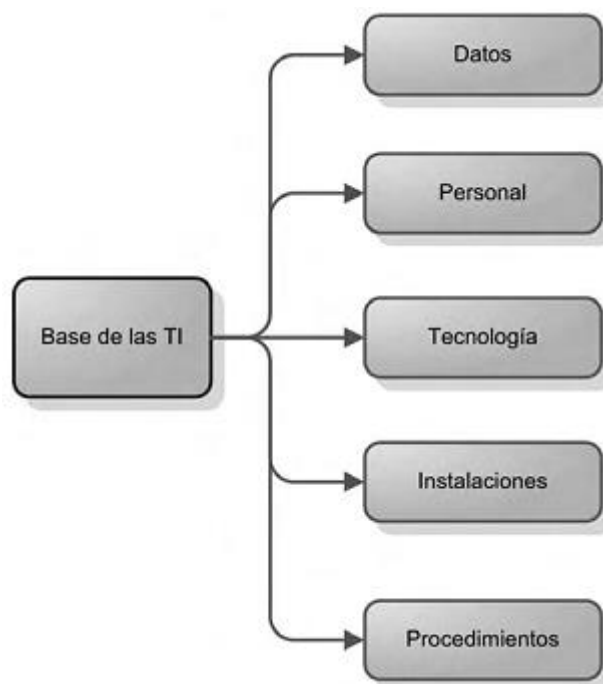 Datos
Personal
Base de las TI
Tecnología
Instalaciones
Procedimientos